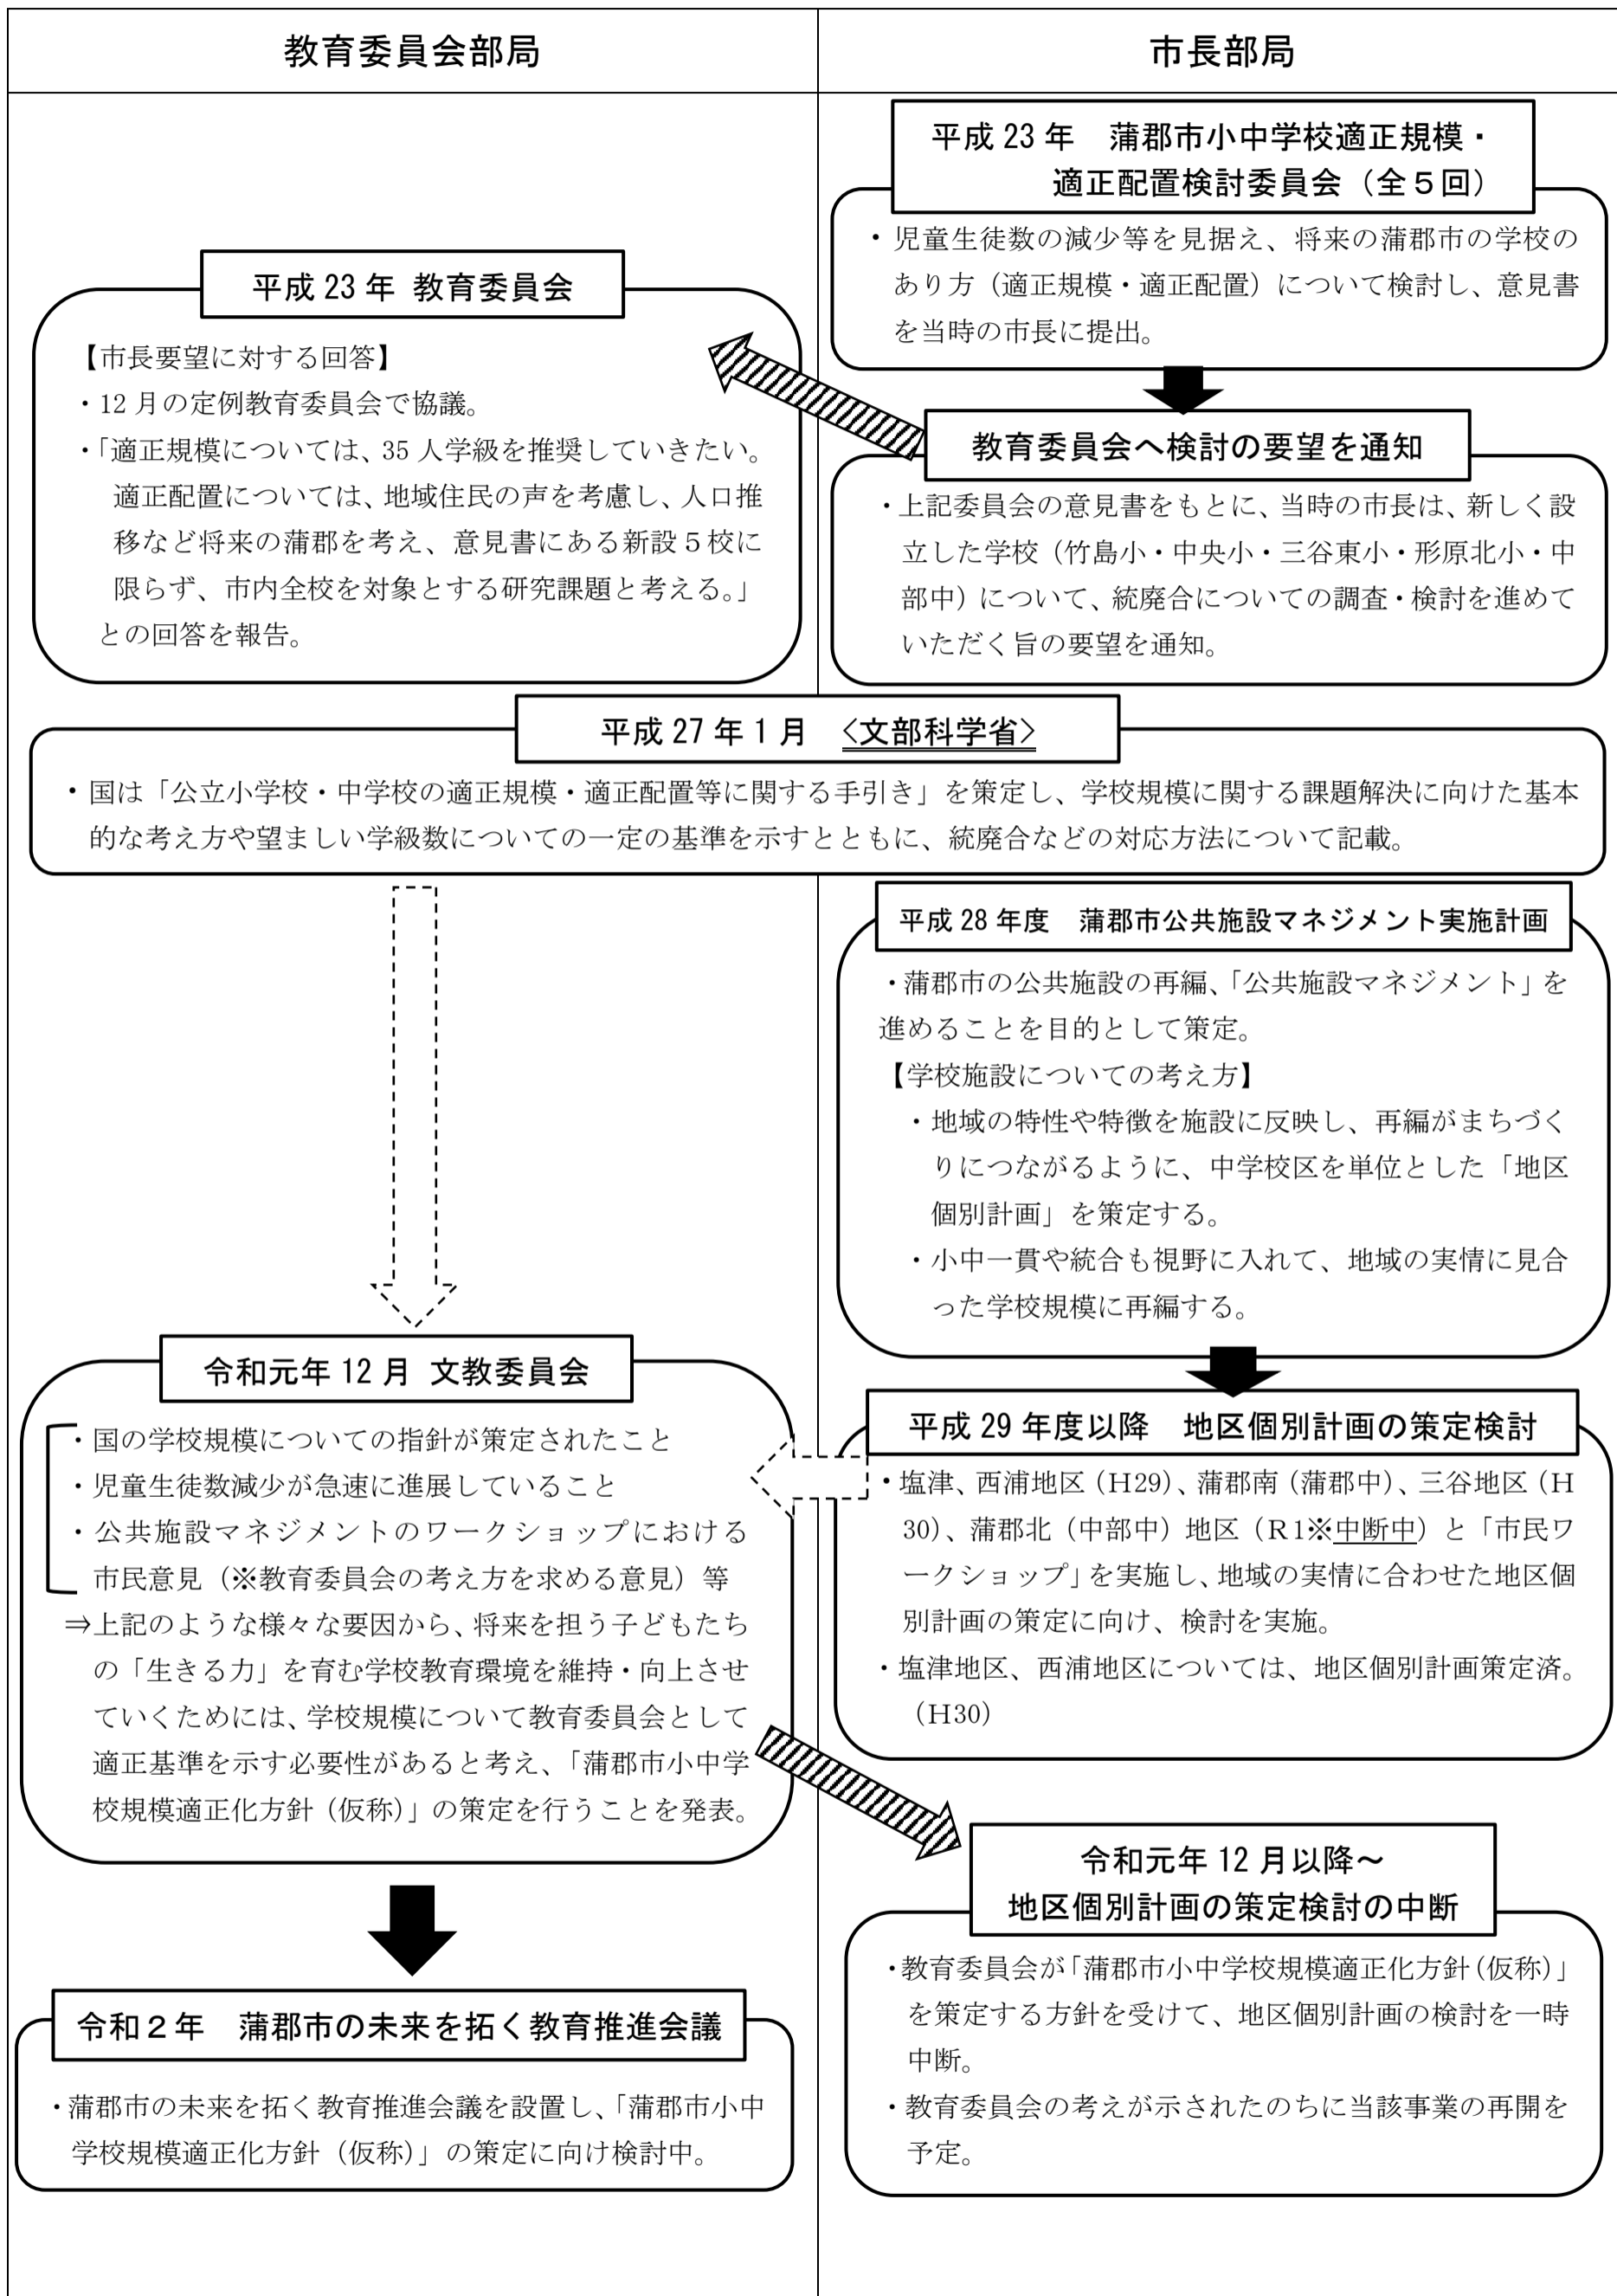 教育委員会部局
市長部局
平成 23 年　蒲郡市小中学校適正規模・
適正配置検討委員会（全５回）
・児童生徒数の減少等を見据え、将来の蒲郡市の学校の
あり方（適正規模・適正配置）について検討し、意見書
を当時の市長に提出。
教育委員会へ検討の要望を通知
・上記委員会の意見書をもとに、当時の市長は、新しく設
立した学校（竹島小・中央小・三谷東小・形原北小・中
部中）について、統廃合についての調査・検討を進めて
いただく旨の要望を通知。
平成 23 年 教育委員会
【市長要望に対する回答】
・12 月の定例教育委員会で協議。
・「適正規模については、35 人学級を推奨していきたい。
適正配置については、地域住民の声を考慮し、人口推
移など将来の蒲郡を考え、意見書にある新設５校に
限らず、市内全校を対象とする研究課題と考える。」
との回答を報告。
平成 27 年 1 月　<文部科学省>
・国は「公立小学校・中学校の適正規模・適正配置等に関する手引き」を策定し、学校規模に関する課題解決に向けた基本
的な考え方や望ましい学級数についての一定の基準を示すとともに、統廃合などの対応方法について記載。
平成 28 年度　蒲郡市公共施設マネジメント実施計画
・蒲郡市の公共施設の再編、「公共施設マネジメント」を
進めることを目的として策定。
【学校施設についての考え方】
・地域の特性や特徴を施設に反映し、再編がまちづく
りにつながるように、中学校区を単位とした「地区
個別計画」を策定する。
・小中一貫や統合も視野に入れて、地域の実情に見合
った学校規模に再編する。
平成 29 年度以降　地区個別計画の策定検討
・塩津、西浦地区（H29）、蒲郡南（蒲郡中）、三谷地区（H
30）、蒲郡北（中部中）地区（R1※中断中）と「市民ワ
ークショップ」を実施し、地域の実情に合わせた地区個
別計画の策定に向け、検討を実施。
・塩津地区、西浦地区については、地区個別計画策定済。
（H30）
令和元年 12 月 文教委員会
・国の学校規模についての指針が策定されたこと
・児童生徒数減少が急速に進展していること
・公共施設マネジメントのワークショップにおける
市民意見（※教育委員会の考え方を求める意見）等
⇒上記のような様々な要因から、将来を担う子どもたち
の「生きる力」を育む学校教育環境を維持・向上させ
ていくためには、学校規模について教育委員会として
適正基準を示す必要性があると考え、「蒲郡市小中学
校規模適正化方針（仮称）」の策定を行うことを発表。
令和元年 12 月以降～
地区個別計画の策定検討の中断
・教育委員会が「蒲郡市小中学校規模適正化方針（仮称）」
を策定する方針を受けて、地区個別計画の検討を一時
中断。
・教育委員会の考えが示されたのちに当該事業の再開を
予定。
令和２年　蒲郡市の未来を拓く教育推進会議
・蒲郡市の未来を拓く教育推進会議を設置し、「蒲郡市小中
学校規模適正化方針（仮称）」の策定に向け検討中。